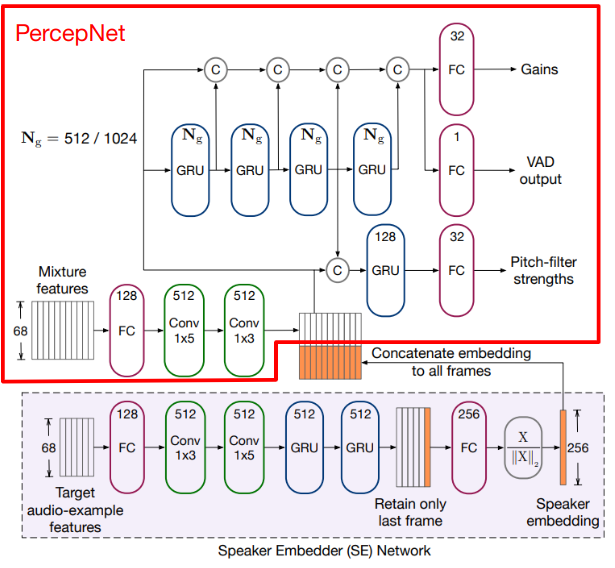 PercepNet
32
C
C
C
C
FC
Gains
N_g = 512 / 1024
N_g
N_g
N_g
N_g
1
GRU
GRU
GRU
GRU
FC
VAD
output
128
32
Mixture
features
C
GRU
FC
Pitch-filter
strengths
128
512
512
68
FC
Conv
1x5
Conv
1x3
Concatenate embedding
to all frames
128
512
512
512
512
256
68
FC
Conv
1x3
Conv
1x5
GRU
GRU
FC
X
||X||_2
256
Target
audio-example
features
Retain only
last frame
Speaker
embedding
Speaker Embedder (SE) Network